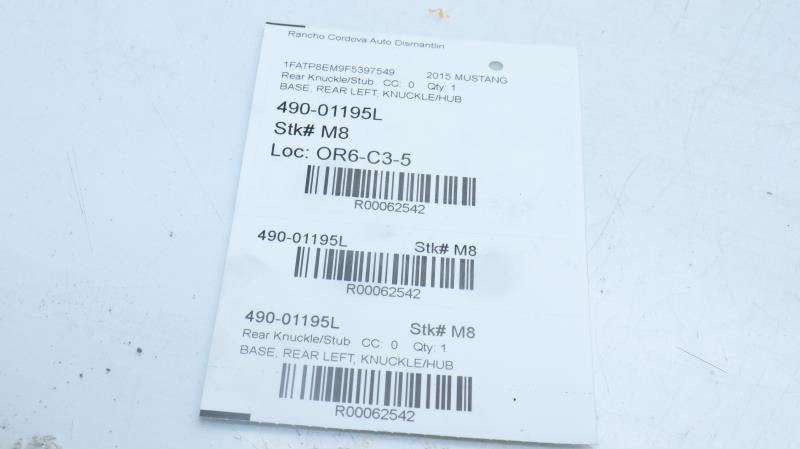 Rancho Cordova Auto Dismantlin
1FATP8EM9F5397549 2015 MUSTANG
Rear Knuckle/Stub CC: 0 Qty: 1
BASE, REAR LEFT, KNUCKLE/HUB
490-01195L
Stk# M8
Loc: OR6-C3-5
R00062542
490-01195L Stk# M8
R00062542
490-01195L Stk# M8
Rear Knuckle/Stub CC: 0 Qty: 1
BASE, REAR LEFT, KNUCKLE/HUB
R00062542